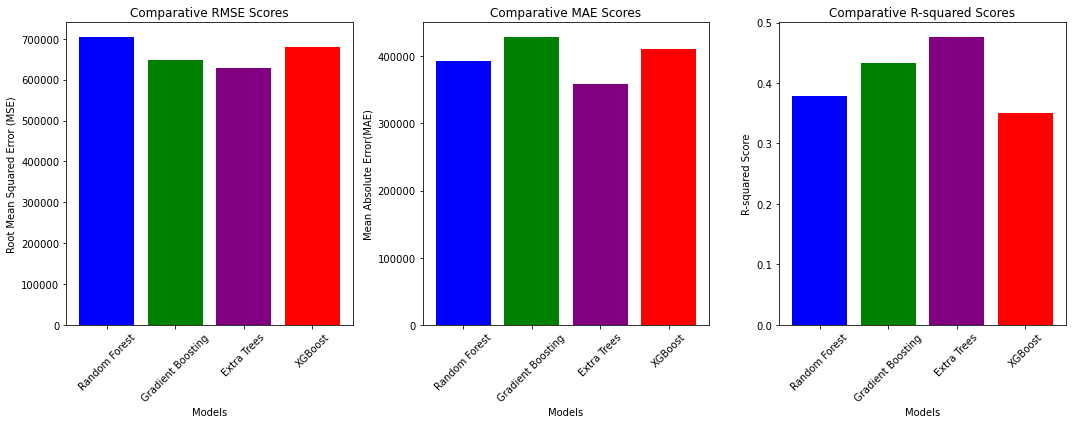 Comparative RMSE Scores
Root Mean Squared Error (MSE)
700000
600000
500000
400000
300000
200000
100000
0
Random Forest
Gradient Boosting
Extra Trees
XGBoost
Models
Comparative MAE Scores
Mean Absolute Error(MAE)
400000
300000
200000
100000
0
Random Forest
Gradient Boosting
Extra Trees
XGBoost
Models
Comparative R-squared Scores
R-squared Score
0.5
0.4
0.3
0.2
0.1
0.0
Random Forest
Gradient Boosting
Extra Trees
XGBoost
Models